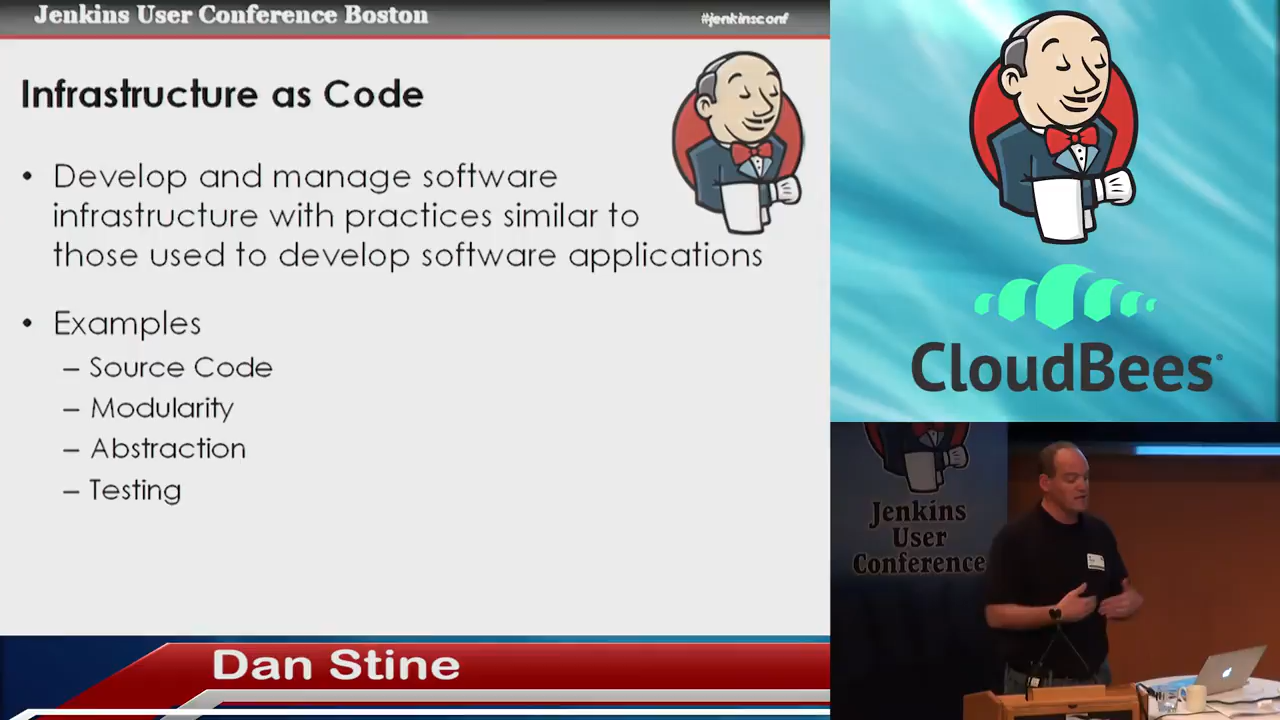 Jenkins User Conference Boston
#jenkinsconf
Infrastructure as Code
• Develop and manage software
infrastructure with practices similar to
those used to develop software applications
• Examples
– Source Code
– Modularity
– Abstraction
– Testing
Dan Stine
CloudBees
Jenkins
User
Conference